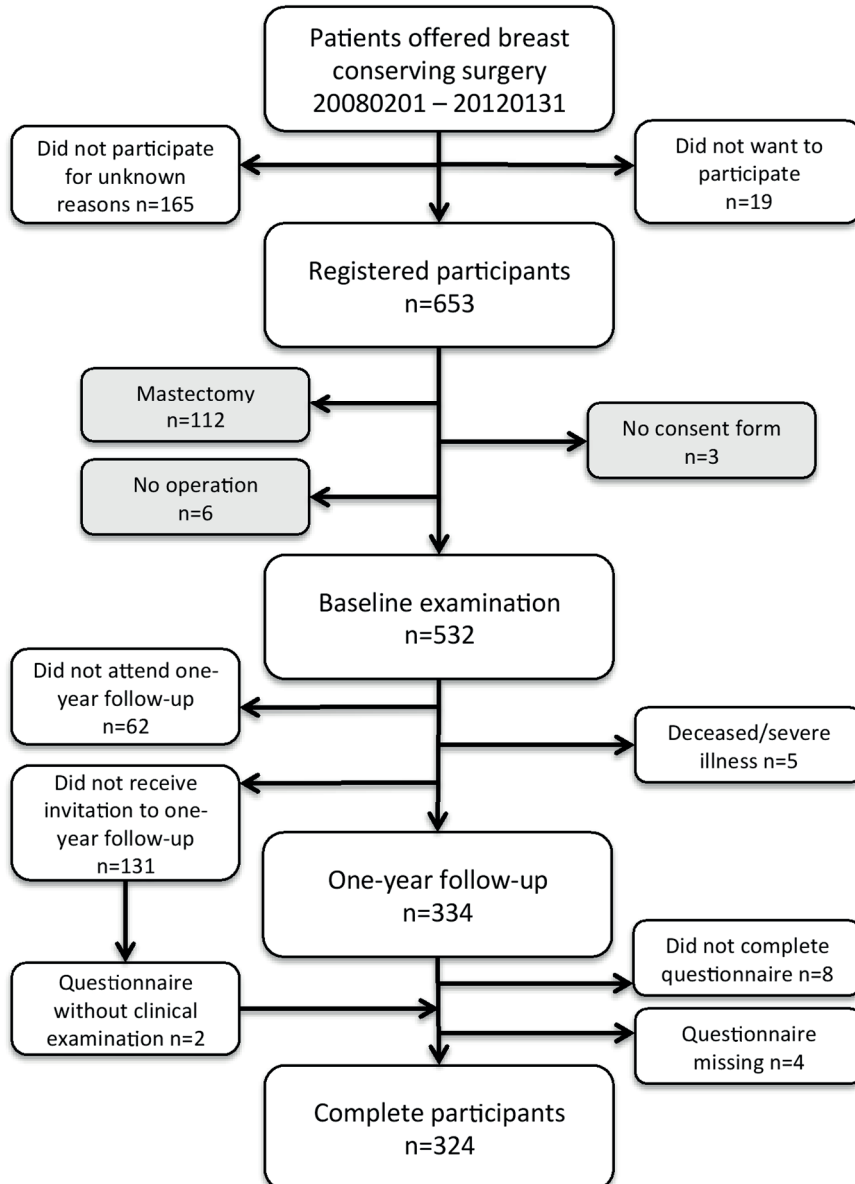 Patients offered breast
conserving surgery
20080201 – 20120131
Did not participate
for unknown
reasons n=165
Did not want to
participate
n=19
Registered participants
n=653
Mastectomy
n=112
No consent form
n=3
No operation
n=6
Baseline examination
n=532
Did not attend one-
year follow-up
n=62
Deceased/severe
illness n=5
Did not receive
invitation to one-
year follow-up
n=131
One-year follow-up
n=334
Did not complete
questionnaire n=8
Questionnaire
without clinical
examination n=2
Questionnaire
missing n=4
Complete participants
n=324